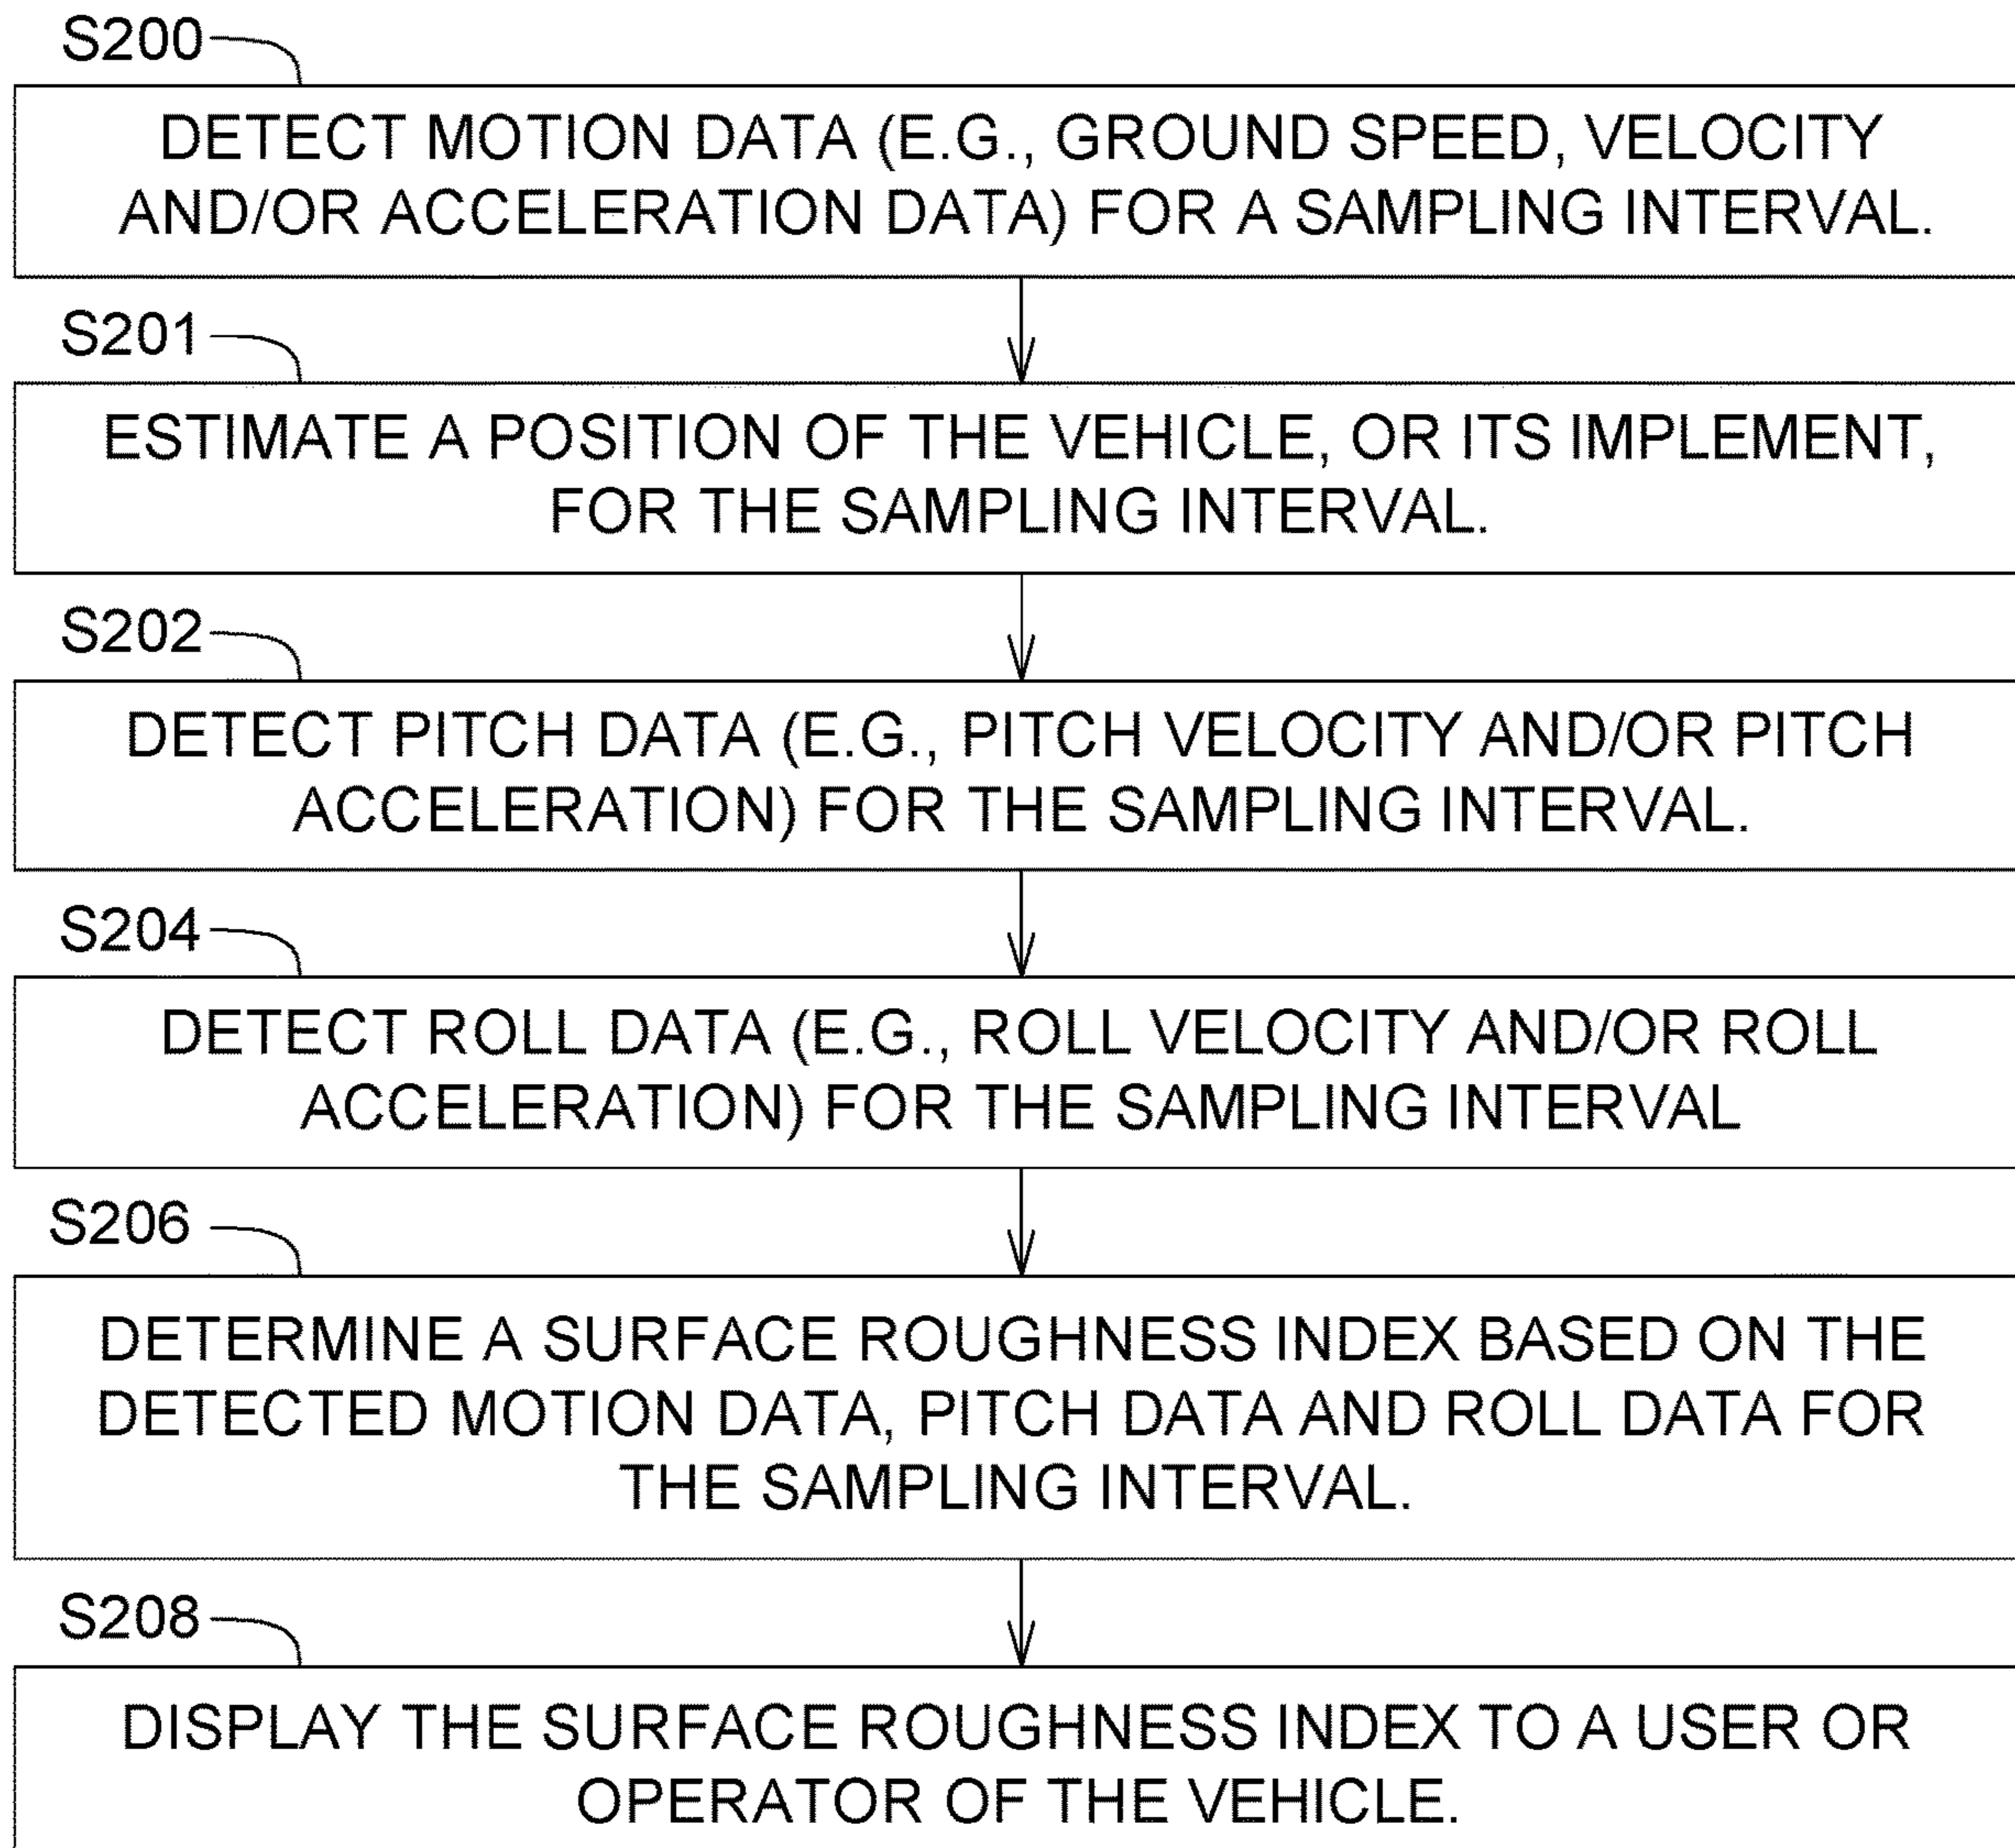 S200
DETECT MOTION DATA (E.G., GROUND SPEED, VELOCITY
AND/OR ACCELERATION DATA) FOR A SAMPLING INTERVAL.
S201
ESTIMATE A POSITION OF THE VEHICLE, OR ITS IMPLEMENT,
FOR THE SAMPLING INTERVAL.
S202
DETECT PITCH DATA (E.G., PITCH VELOCITY AND/OR PITCH
ACCELERATION) FOR THE SAMPLING INTERVAL.
S204
DETECT ROLL DATA (E.G., ROLL VELOCITY AND/OR ROLL
ACCELERATION) FOR THE SAMPLING INTERVAL
S206
DETERMINE A SURFACE ROUGHNESS INDEX BASED ON THE
DETECTED MOTION DATA, PITCH DATA AND ROLL DATA FOR
THE SAMPLING INTERVAL.
S208
DISPLAY THE SURFACE ROUGHNESS INDEX TO A USER OR
OPERATOR OF THE VEHICLE.